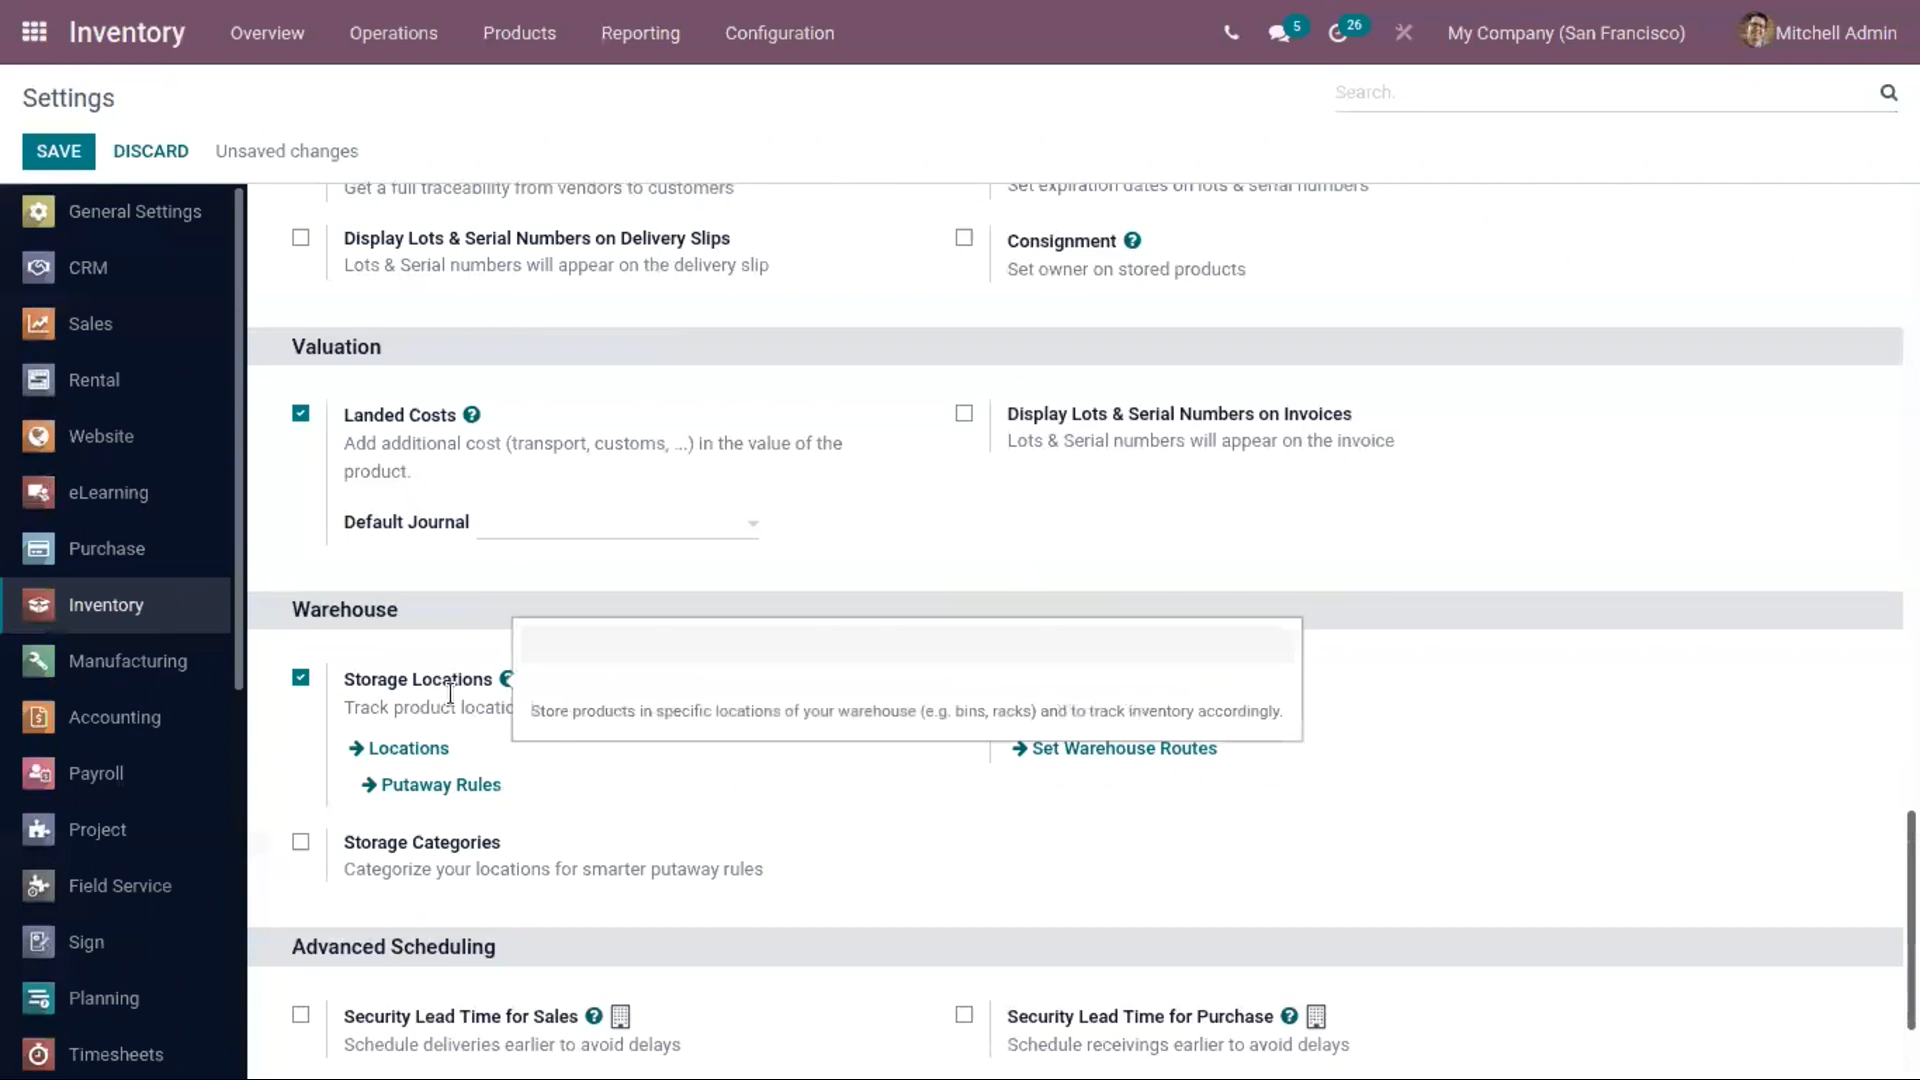 Inventory Overview Operations Products Reporting Configuration 5 26 My Company (San Francisco) Mitchell Admin
Settings
Search.
SAVE DISCARD Unsaved changes
General Settings
CRM
Sales
Rental
Website
eLearning
Purchase
Inventory
Manufacturing
Accounting
Payroll
Project
Field Service
Sign
Planning
Timesheets
Get a full traceability from vendors to customers
Set expiration dates on lots & serial numbers
Display Lots & Serial Numbers on Delivery Slips
Lots & Serial numbers will appear on the delivery slip
Consignment ?
Set owner on stored products
Valuation
Landed Costs ?
Add additional cost (transport, customs, ...) in the value of the
product.
Default Journal
Display Lots & Serial Numbers on Invoices
Lots & Serial numbers will appear on the invoice
Warehouse
Storage Locations
Track product locatio
Store products in specific locations of your warehouse (e.g. bins, racks) and to track inventory accordingly.
Locations
Putaway Rules
Set Warehouse Routes
Storage Categories
Categorize your locations for smarter putaway rules
Advanced Scheduling
Security Lead Time for Sales ?
Schedule deliveries earlier to avoid delays
Security Lead Time for Purchase ?
Schedule receivings earlier to avoid delays